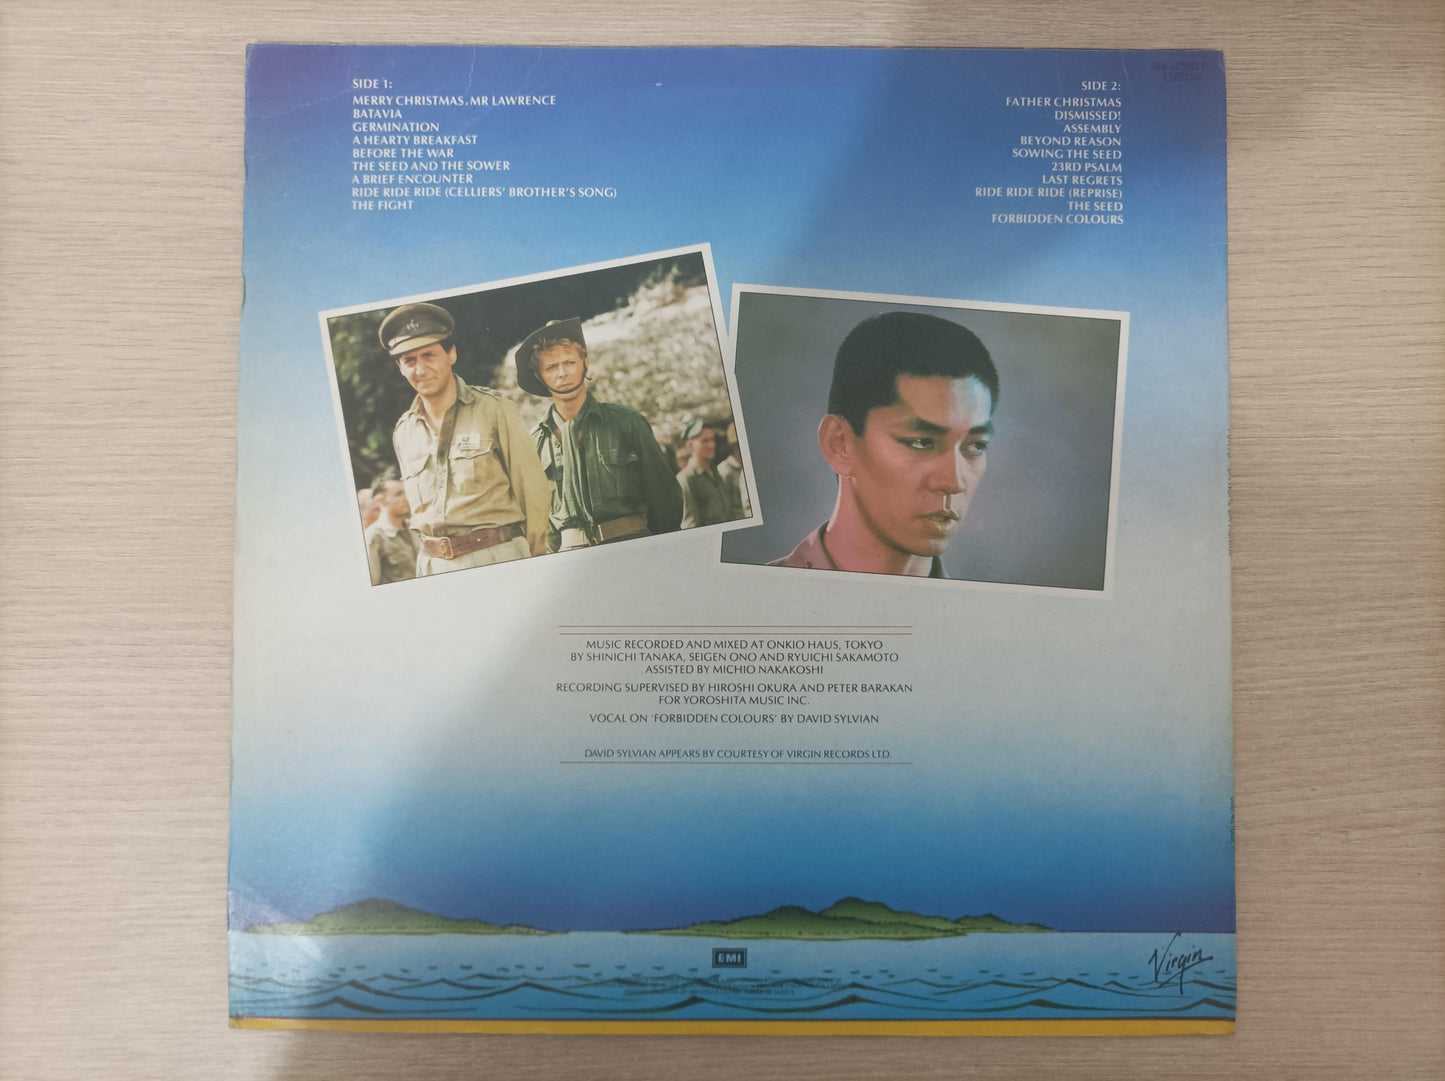 SIDE 1:
MERRY CHRISTMAS, MR LAWRENCE
BATAVIA
GERMINATION
A HEARTY BREAKFAST
BEFORE THE WAR
THE SEED AND THE SOWER
A BRIEF ENCOUNTER
RIDE RIDE RIDE (CELLIERS' BROTHER'S SONG)
THE FIGHT
SIDE 2:
FATHER CHRISTMAS
DISMISSED!
ASSEMBLY
BEYOND REASON
SOWING THE SEED
23RD PSALM
LAST REGRETS
RIDE RIDE RIDE (REPRISE)
THE SEED
FORBIDDEN COLOURS
ESPECIAL
MUSIC RECORDED AND MIXED AT ONKIO HAUS, TOKYO
BY SHINICHI TANAKA, SEIGEN ONO AND RYUICHI SAKAMOTO
ASSISTED BY MICHIO NAKAKOSHI
RECORDING SUPERVISED BY HIROSHI OKURA AND PETER BARAKAN
FOR YOROSHITA MUSIC INC.
VOCAL ON 'FORBIDDEN COLOURS' BY DAVID SYLVIAN
DAVID SYLVIAN APPEARS BY COURTESY OF VIRGIN RECORDS LTD.
EMI
Virgin